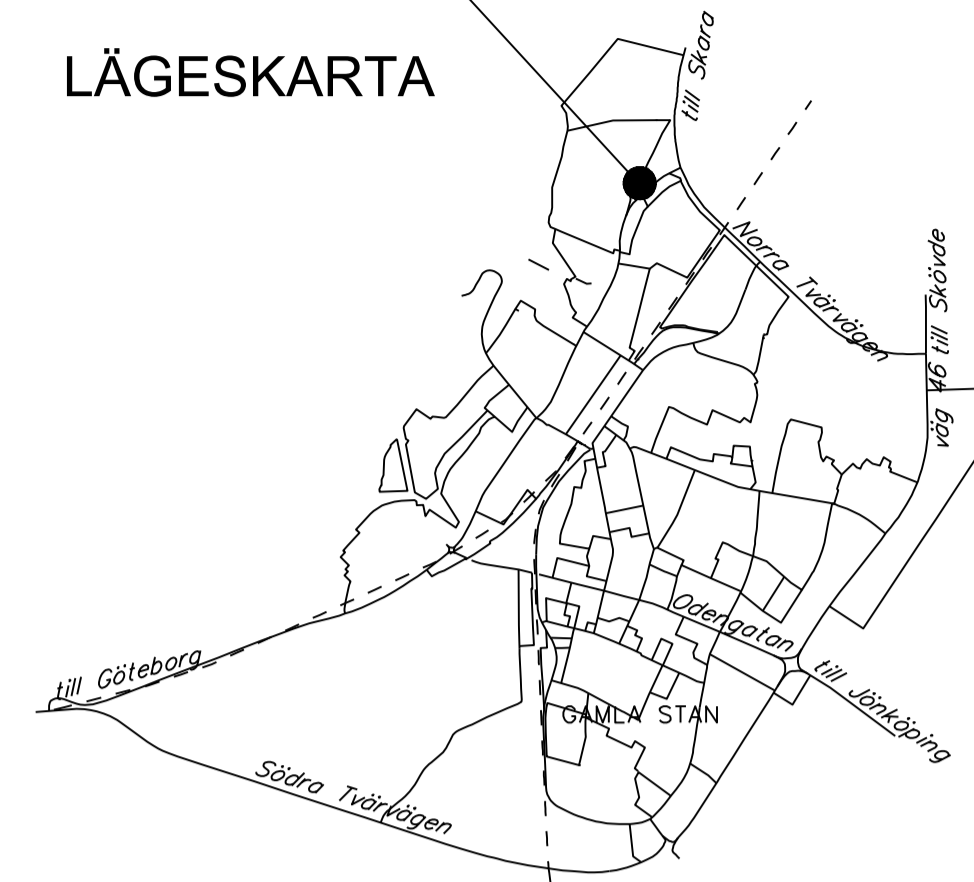 LÄGESKARTA
till Skara
Norra Tvärvägen
väg 46 till Skövde
Odengatan
till Jönköping
till Göteborg
GAMLA STAN
Södra Tvärvägen